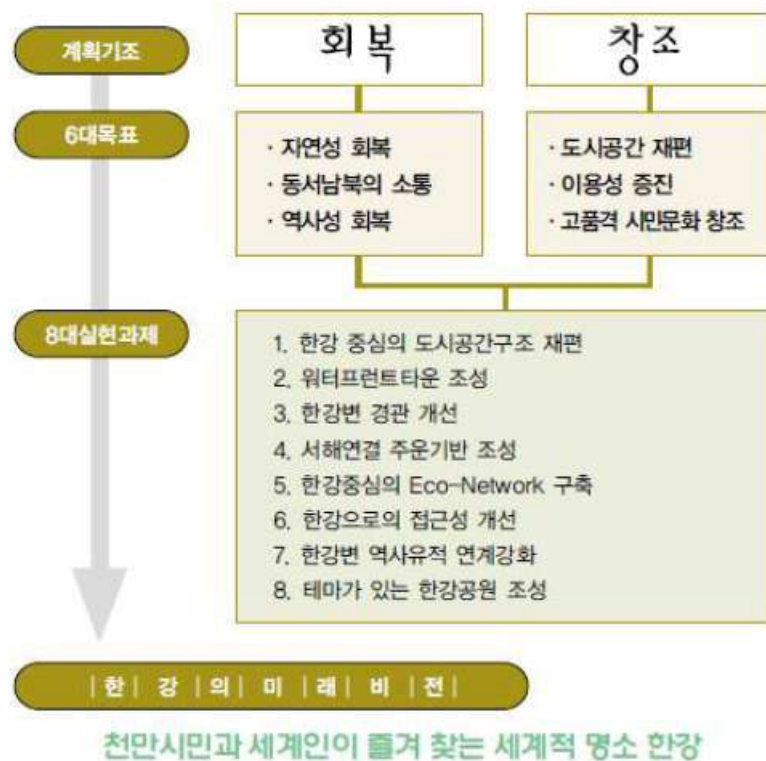 계획기조
회복
창조
6대목표
· 자연성 회복
· 동서남북의 소통
· 역사성 회복
· 도시공간 재편
· 이용성 증진
· 고품격 시민문화 창조
8대실현과제
1. 한강 중심의 도시공간구조 재편
2. 워터프런트타운 조성
3. 한강변 경관 개선
4. 서해연결 주운기반 조성
5. 한강중심의 Eco-Network 구축
6. 한강으로의 접근성 개선
7. 한강변 역사유적 연계강화
8. 테마가 있는 한강공원 조성
|한| 강 |의| 미 |래| 비 |전|
천만시민과 세계인이 즐겨 찾는 세계적 명소 한강